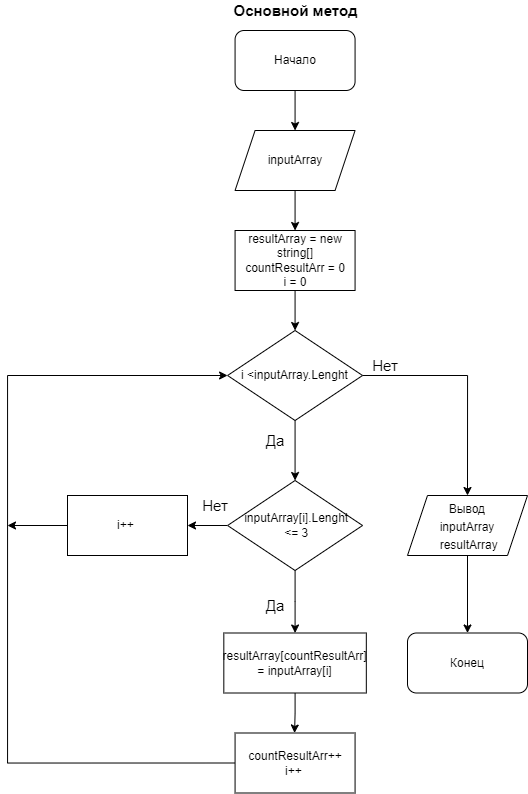 Основной метод
Начало
inputArray
resultArray = new
string[]
countResultArr = 0
i = 0
i <inputArray.Lenght
Нет
Да
inputArray[i].Lenght
<= 3
Нет
i++
Вывод
inputArray
resultArray
Да
resultArray[countResultArr]
= inputArray[i]
Конец
countResultArr++
i++